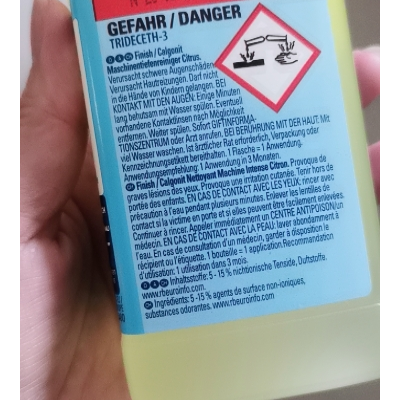 GEFAHR / DANGER
TRIDECETH-3
Finish / Calgonit
Maschinentiefenreiniger Citrus.
Verursacht schwere Augenschäden.
Verursacht Hautreizungen. Darf nicht
in die Hände von Kindern gelangen. BEI
KONTAKT MIT DEN AUGEN: Einige Minuten
lang behutsam mit Wasser spülen. Eventuell
vorhandene Kontaktlinsen nach Möglichkeit
entfernen. Weiter spülen. Sofort GIFTINFORMA-
TIONSZENTRUM oder Arzt anrufen. BEI BERÜHRUNG MIT DER HAUT: Mit
viel Wasser waschen. Ist ärztlicher Rat erforderlich, Verpackung oder
Kennzeichnungsetikett bereithalten. 1 Flasche = 1 Anwendung.
Anwendungsempfehlung: 1 Anwendung in 3 Monaten.
Finish / Calgonit Nettoyant Machine Intense Citron. Provoque de
graves lésions des yeux. Provoque une irritation cutanée. Tenir hors de
portée des enfants. EN CAS DE CONTACT AVEC LES YEUX: rincer avec
précaution à l'eau pendant plusieurs minutes. Enlever les lentilles de
contact si la victime en porte et si elles peuvent être facilement enlevées.
Continuer à rincer. Appeler immédiatement un CENTRE ANTIPOISON/un
médecin. EN CAS DE CONTACT AVEC LA PEAU: laver abondamment à
l'eau. En cas de consultation d'un médecin, garder à disposition le
récipient ou l'étiquette. 1 bouteille = 1 application. Recommandation
d'utilisation: 1 utilisation dans 3 mois.
Inhaltsstoffe: 5 - 15 % nichtionische Tenside, Duftstoffe.
www.rbeuroinfo.com
Ingrédients: 5 - 15 % agents de surface non-ioniques,
substances odorantes. www.rbeuroinfo.com